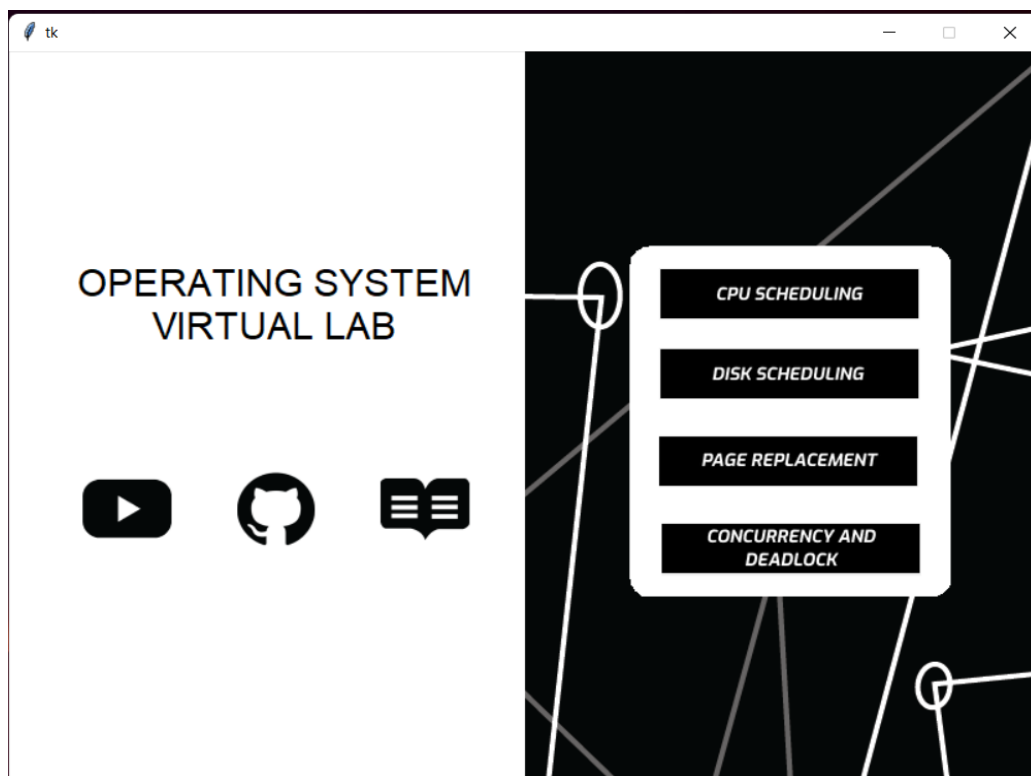 tk
OPERATING SYSTEM
VIRTUAL LAB
CPU SCHEDULING
DISK SCHEDULING
PAGE REPLACEMENT
CONCURRENCY AND
DEADLOCK